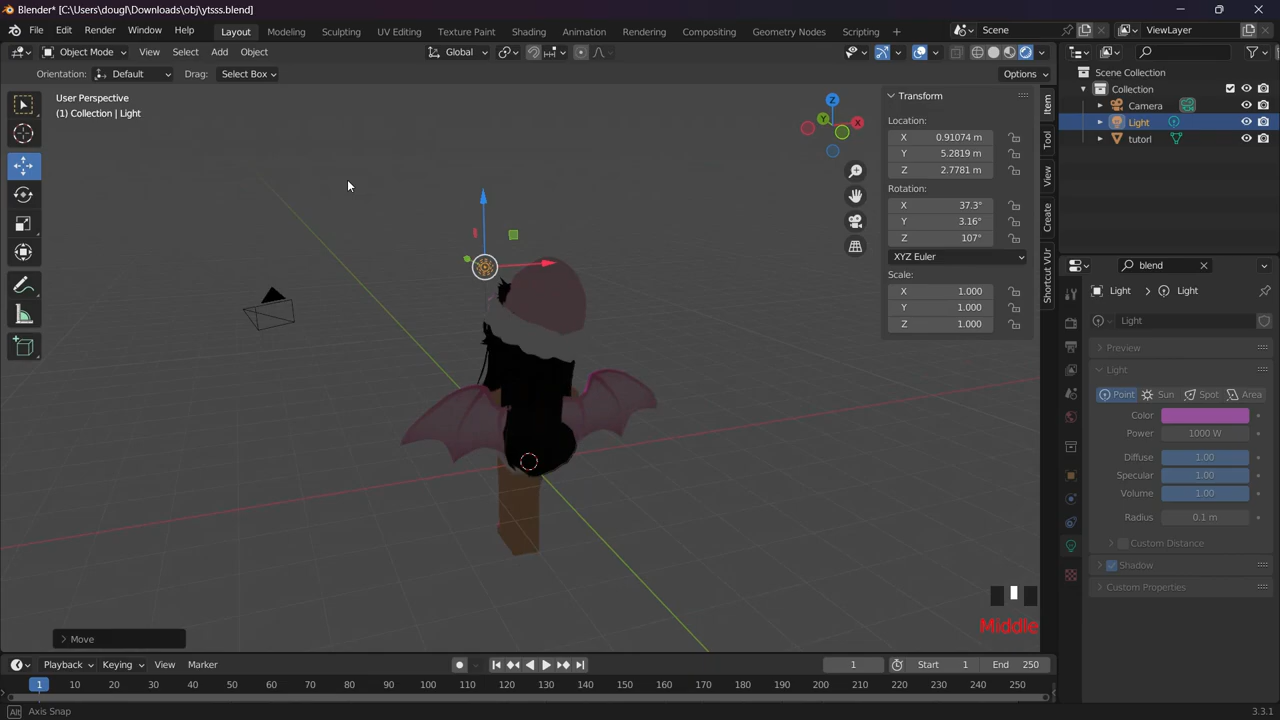 Blender* [C:\Users\dougl\Downloads\obj\ytsss.blend]
File Edit Render Window Help Layout Modeling Sculpting UV Editing Texture Paint Shading Animation Rendering Compositing Geometry Nodes Scripting + Scene ViewLayer
Object Mode View Select Add Object Global
Orientation: Default Drag: Select Box Options
User Perspective
(1) Collection | Light
Z
Y
X
Transform
Location:
X 0.91074 m
Y 5.2819 m
Z 2.7781 m
Rotation:
X 37.3°
Y 3.16°
Z 107°
XYZ Euler
Scale:
X 1.000
Y 1.000
Z 1.000
Item
Tool
View
Create
Shortcut VUr
Scene Collection
Collection
Camera
Light
tutorl
blend
Light Light
Light
Preview
Light
Point Sun Spot Area
Color
Power 1000 W
Diffuse 1.00
Specular 1.00
Volume 1.00
Radius 0.1 m
Custom Distance
Shadow
Custom Properties
Middle
Move
Playback Keying View Marker 1 Start 1 End 250
1 10 20 30 40 50 60 70 80 90 100 110 120 130 140 150 160 170 180 190 200 210 220 230 240 250
Alt Axis Snap 3.3.1